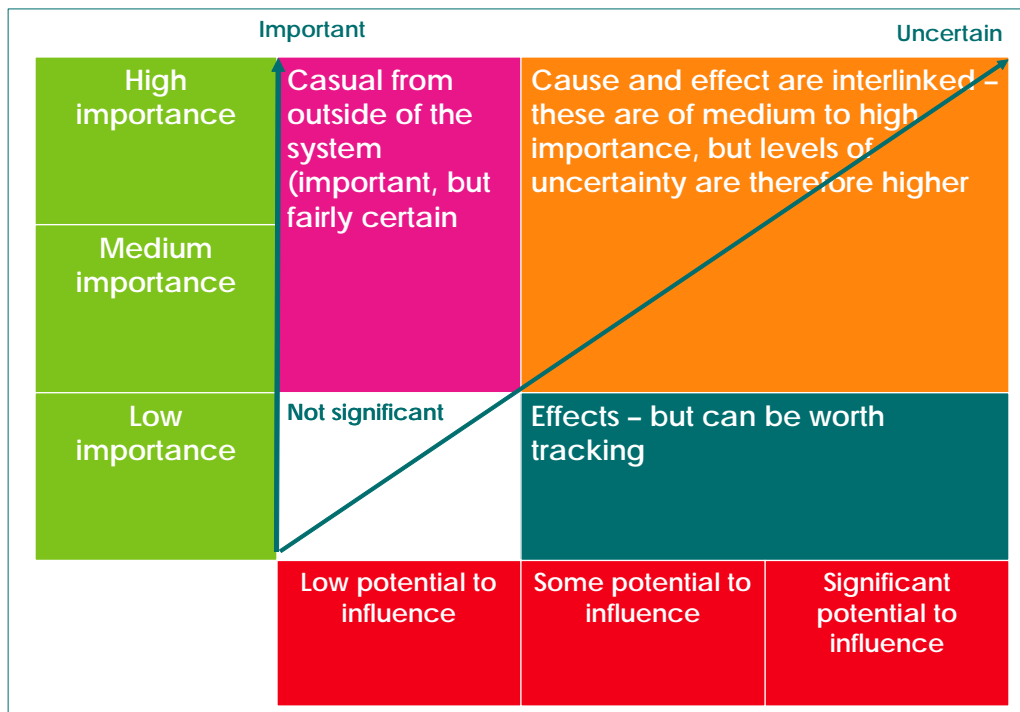 Important
Uncertain
High
importance
Casual from
outside of the
system
(important, but
fairly certain
Cause and effect are interlinked –
these are of medium to high
importance, but levels of
uncertainty are therefore higher
Medium
importance
Low
importance
Not significant
Effects – but can be worth
tracking
Low potential to
influence
Some potential to
influence
Significant
potential to
influence